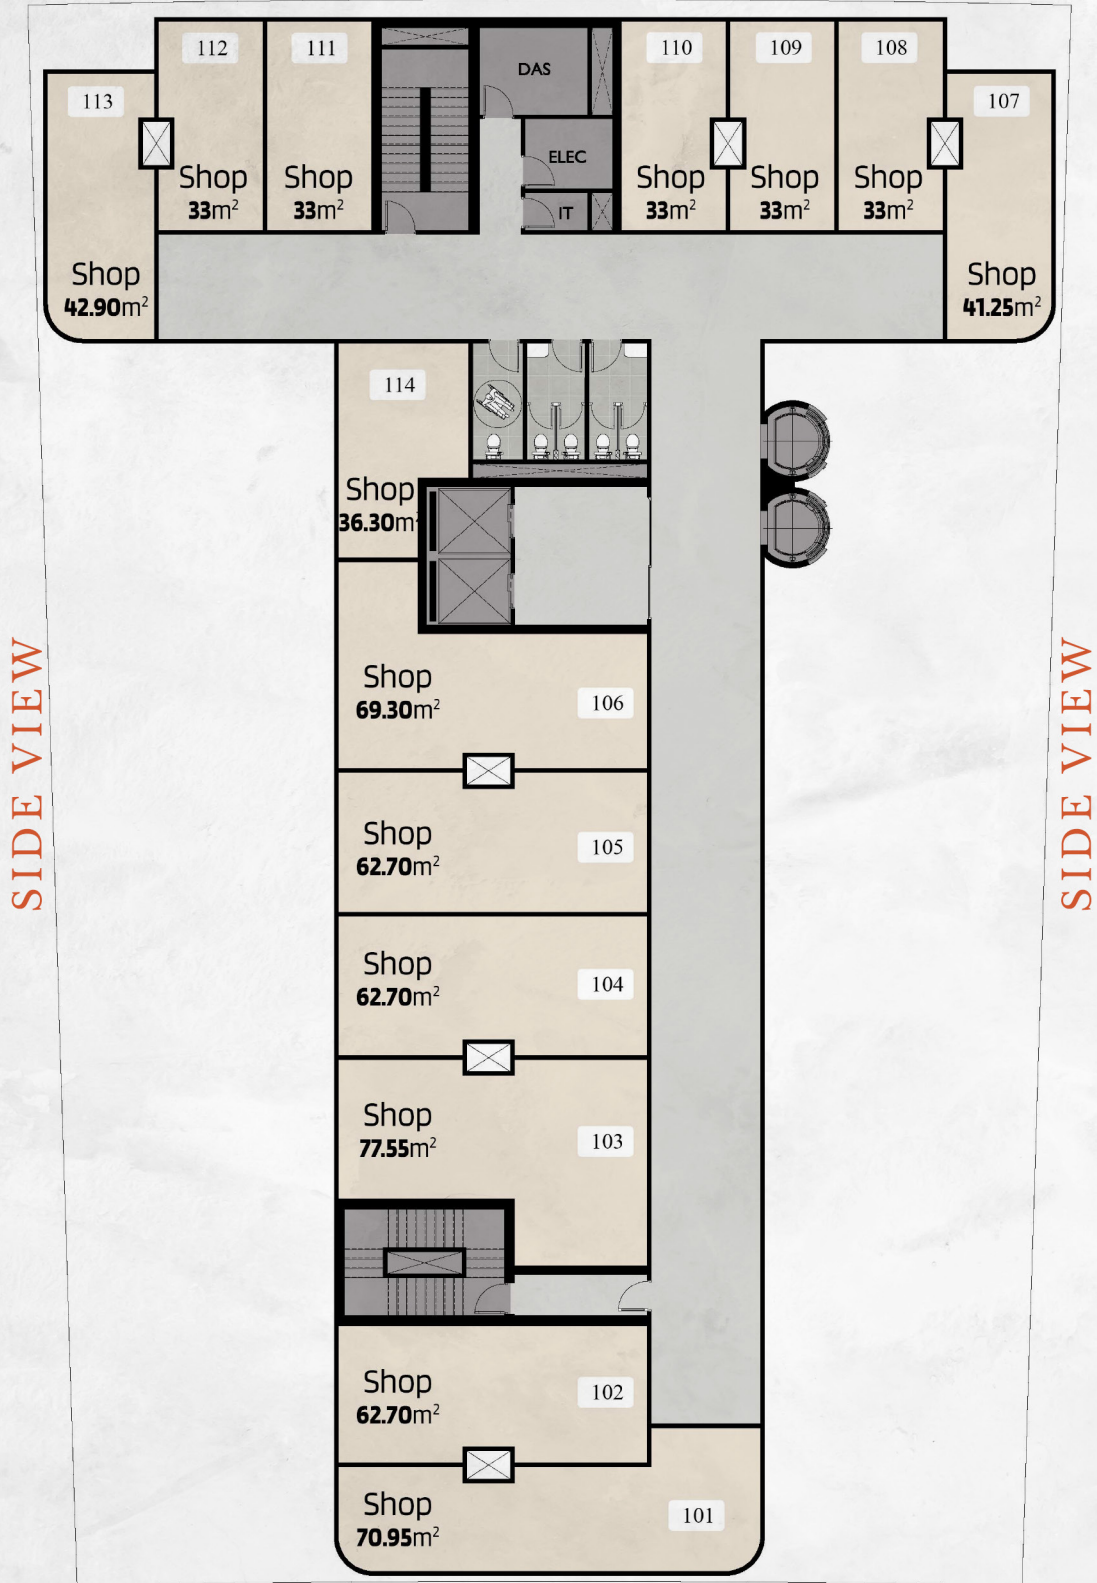 112
111
DAS
110
109
108
113
107
ELEC
Shop
33m²
Shop
33m²
IT
Shop
33m²
Shop
33m²
Shop
33m²
Shop
42.90m²
Shop
41.25m²
114
Shop
36.30m²
SIDE VIEW
SIDE VIEW
Shop
69.30m²
106
Shop
62.70m²
105
Shop
62.70m²
104
Shop
77.55m²
103
Shop
62.70m²
102
Shop
70.95m²
101